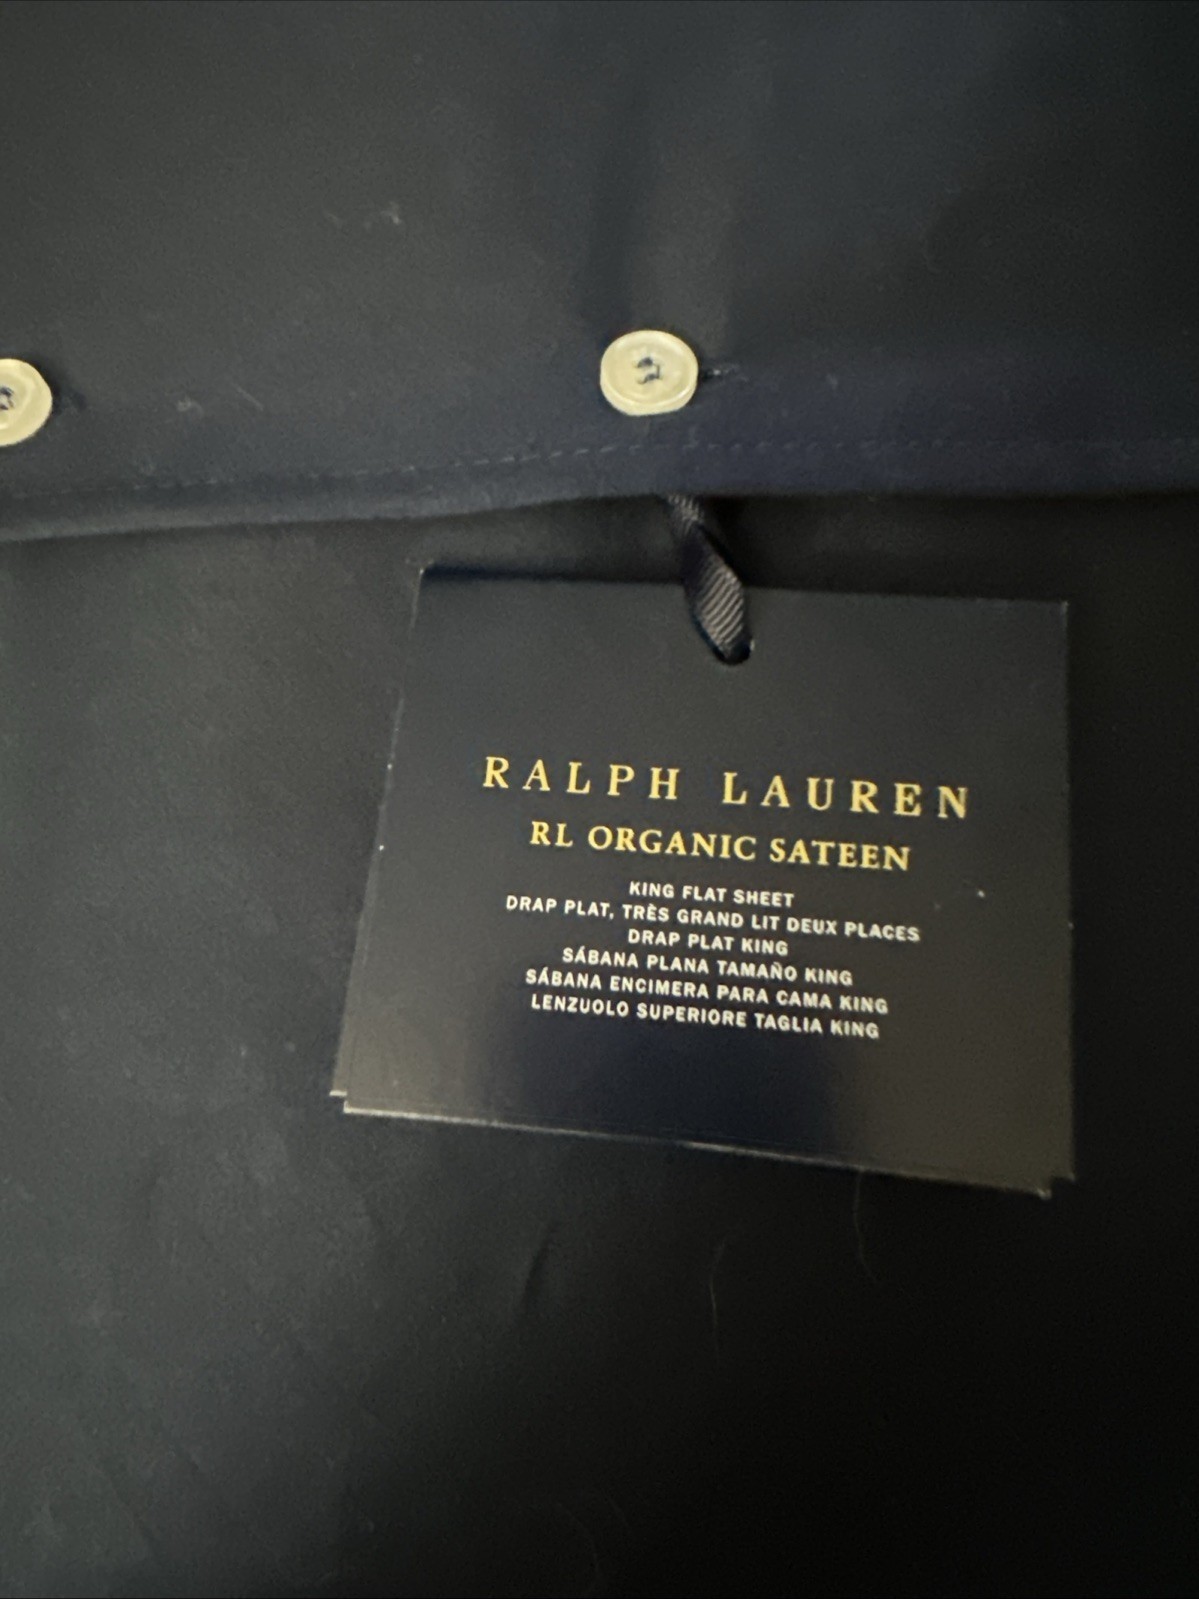 RALPH LAUREN
RL ORGANIC SATEEN
KING FLAT SHEET
DRAP PLAT, TRÈS GRAND LIT DEUX PLACES
DRAP PLAT KING
SÁBANA PLANA TAMAÑO KING
SÁBANA ENCIMERA PARA CAMA KING
LENZUOLO SUPERIORE TAGLIA KING